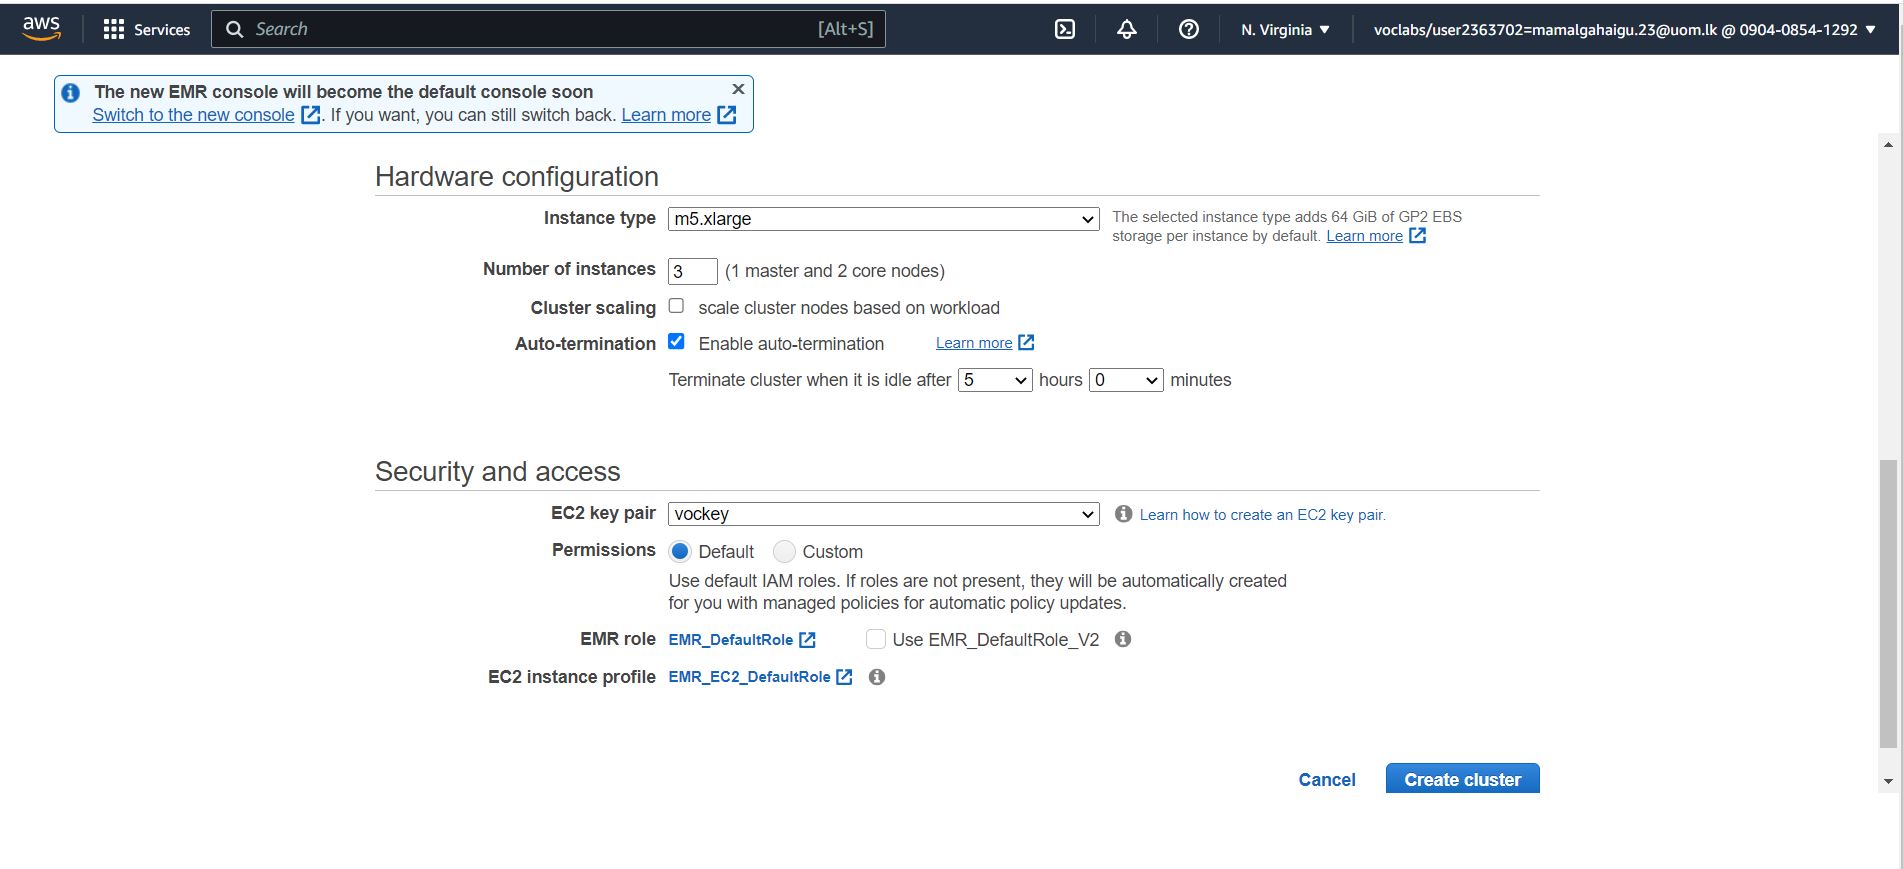 aws Services Search [Alt+S] N. Virginia ▼ voclabs/user2363702=mamalgahaigu.23@uom.lk @ 0904-0854-1292 ▼
The new EMR console will become the default console soon
Switch to the new console. If you want, you can still switch back. Learn more
Hardware configuration
Instance type m5.xlarge The selected instance type adds 64 GiB of GP2 EBS
storage per instance by default. Learn more
Number of instances 3 (1 master and 2 core nodes)
Cluster scaling scale cluster nodes based on workload
Auto-termination Enable auto-termination Learn more
Terminate cluster when it is idle after 5 hours 0 minutes
Security and access
EC2 key pair vockey Learn how to create an EC2 key pair.
Permissions Default Custom
Use default IAM roles. If roles are not present, they will be automatically created
for you with managed policies for automatic policy updates.
EMR role EMR_DefaultRole Use EMR_DefaultRole_V2
EC2 instance profile EMR_EC2_DefaultRole
Cancel Create cluster